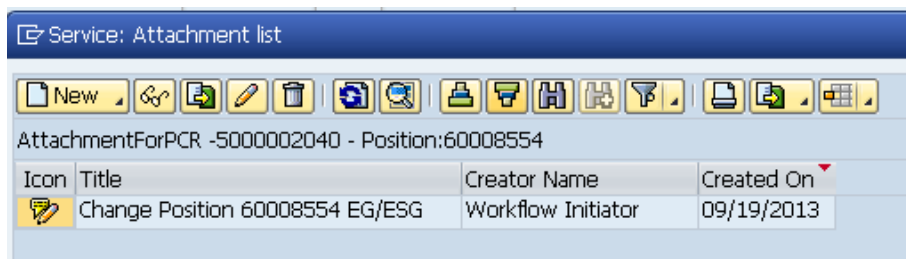 Service: Attachment list
New
AttachmentForPCR -5000002040 - Position:60008554
Icon Title Creator Name Created On
Change Position 60008554 EG/ESG Workflow Initiator 09/19/2013